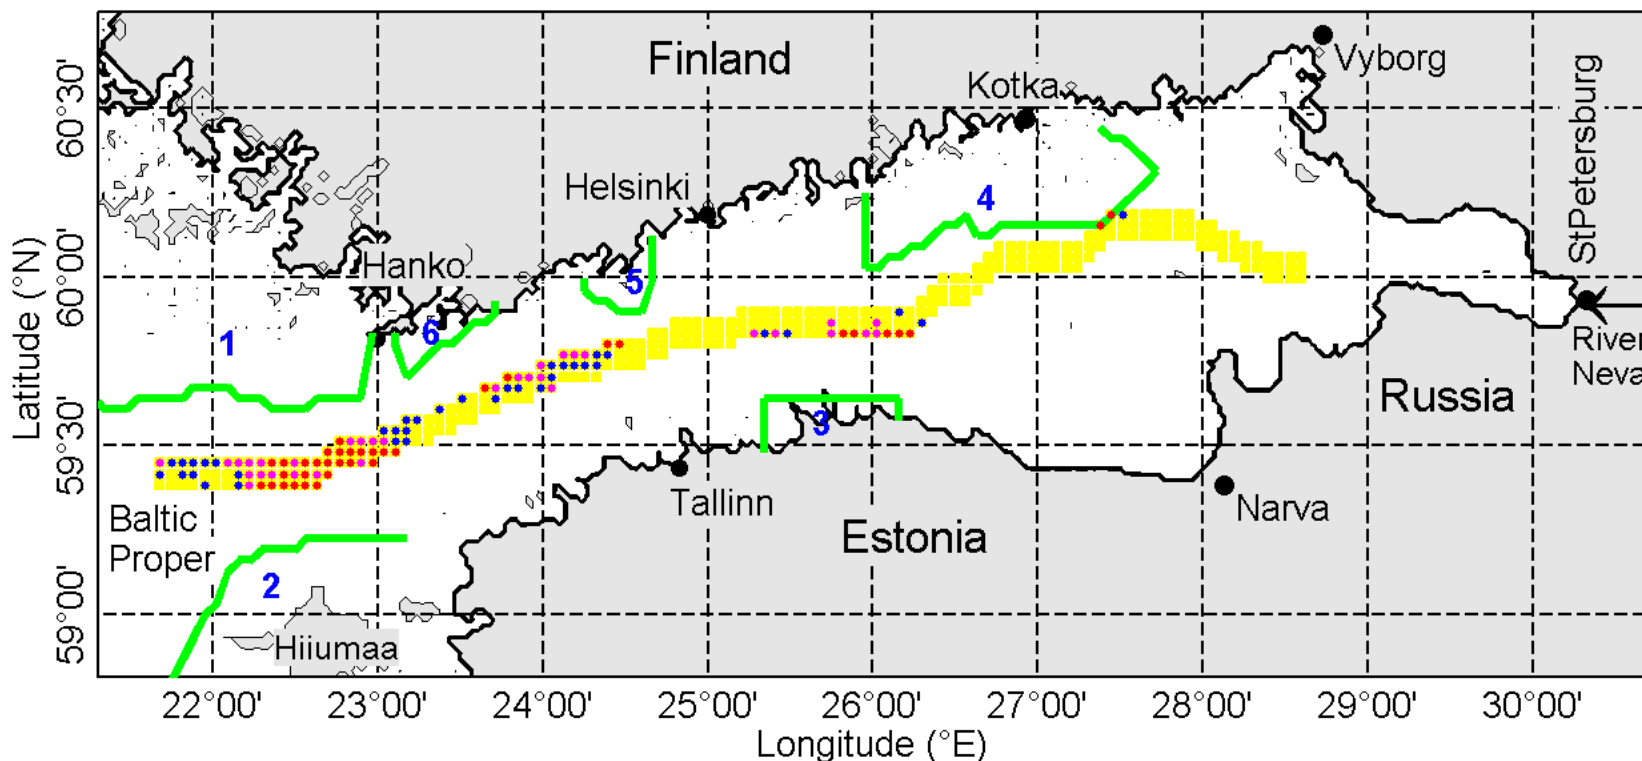 Finland
Vyborg
Kotka
StPetersburg
Helsinki
4
Hanko
5
6
1
River
Neva
Russia
3
Tallinn
Narva
Baltic
Proper
Estonia
2
Hiiumaa
60°30'
60°00'
59°30'
59°00'
Latitude (°N)
22°00' 23°00' 24°00' 25°00' 26°00' 27°00' 28°00' 29°00' 30°00'
Longitude (°E)